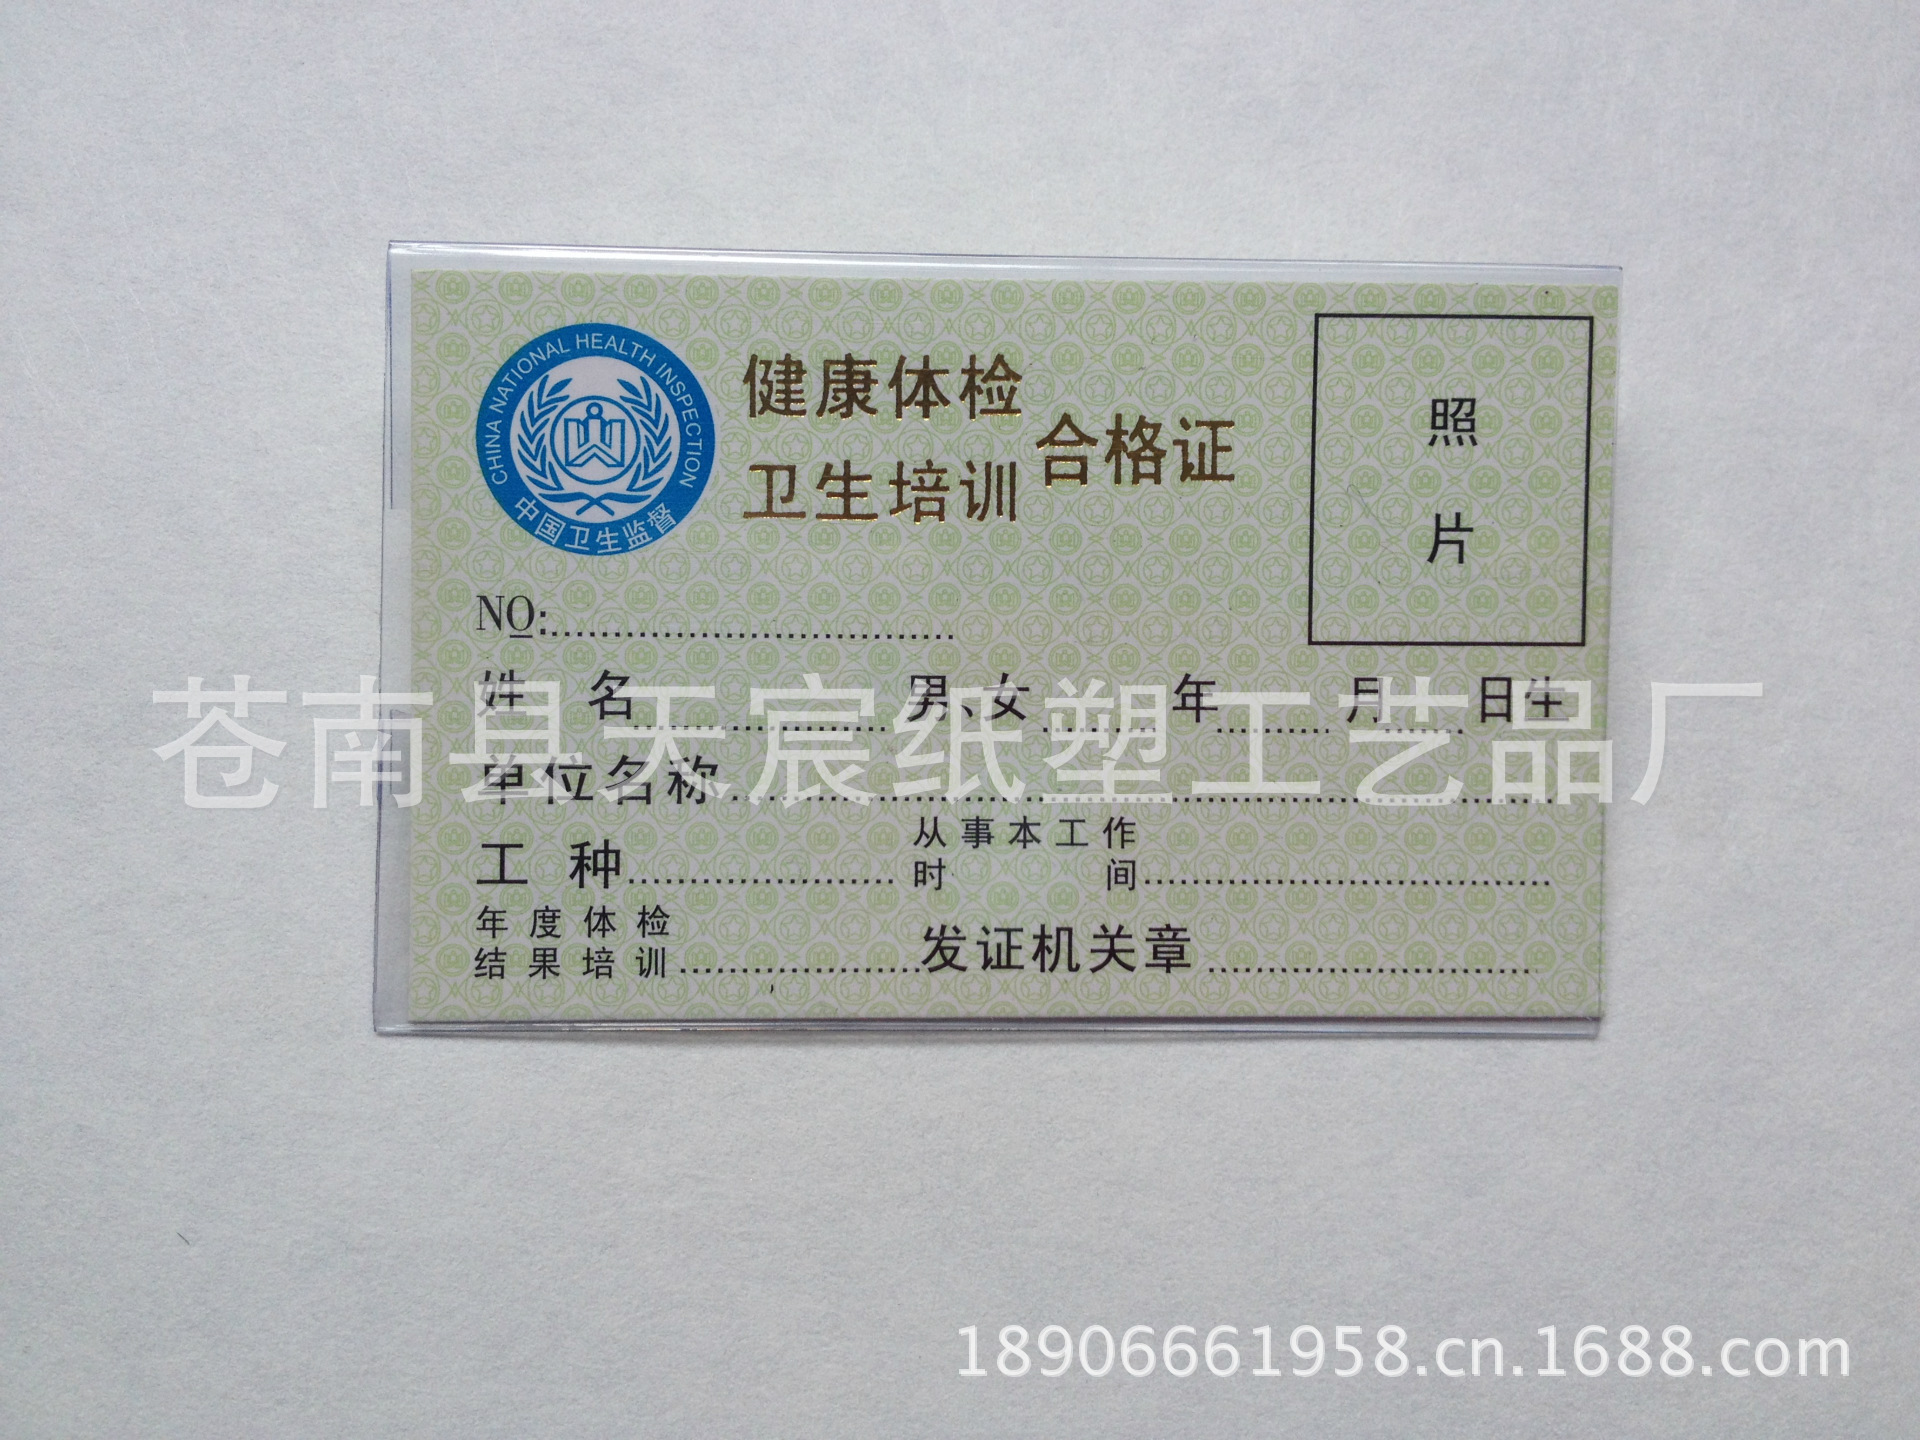 CHINA NATIONAL HEALTH INSPECTION
中国卫生监督
健康体检
卫生培训
合格证
照
片
NO:
姓 名 男、女 年 月 日生
苍南县天宸纸塑工艺品厂
单位名称
从事本工作
工 种 时 间
年度体检
结果培训 发证机关章
18906661958.cn.1688.com